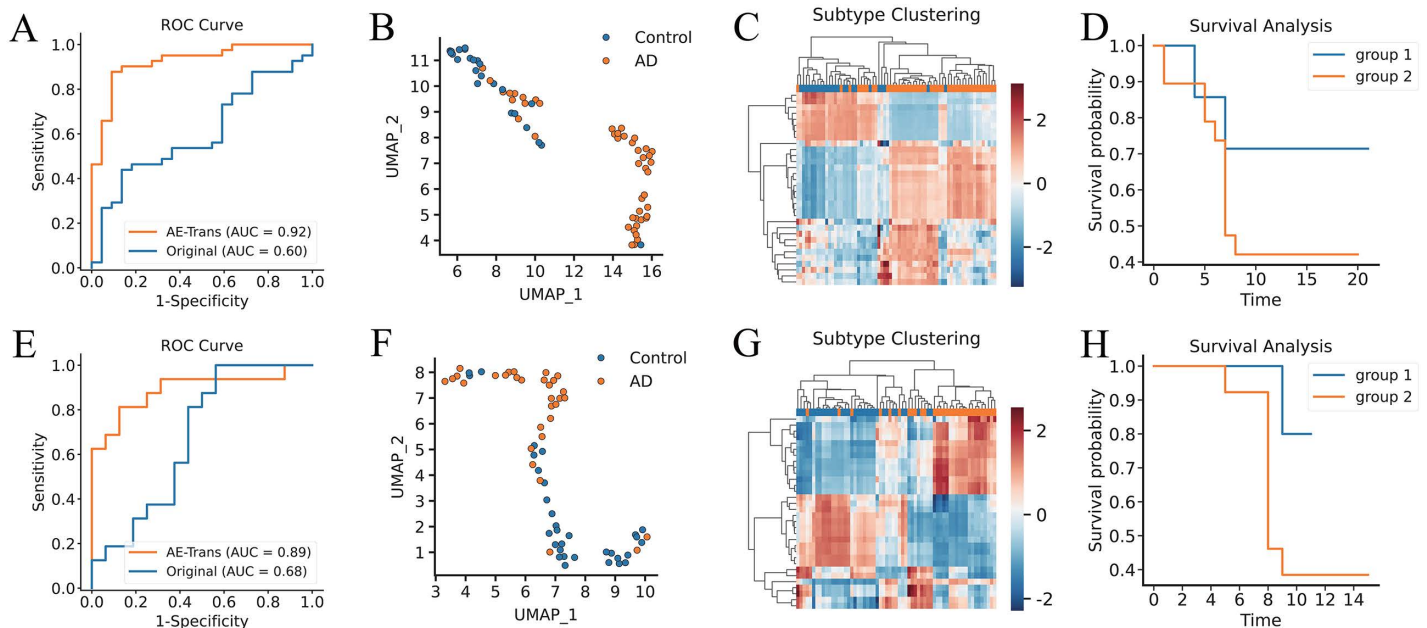 A
ROC Curve
1.0
0.8
0.6
0.4
0.2
0.0
Sensitivity
AE-Trans (AUC = 0.92)
Original (AUC = 0.60)
0.0 0.2 0.4 0.6 0.8 1.0
1-Specificity
B
Control
AD
11
10
9
8
7
6
5
4
UMAP_2
6 8 10 12 14 16
UMAP_1
C
Subtype Clustering
2
0
-2
D
Survival Analysis
group 1
group 2
1.0
0.9
0.8
0.7
0.6
0.5
0.4
Survival probability
0 5 10 15 20
Time
E
ROC Curve
1.0
0.8
0.6
0.4
0.2
0.0
Sensitivity
AE-Trans (AUC = 0.89)
Original (AUC = 0.68)
0.0 0.2 0.4 0.6 0.8 1.0
1-Specificity
F
Control
AD
8
7
6
5
4
3
2
1
UMAP_2
3 4 5 6 7 8 9 10
UMAP_1
G
Subtype Clustering
2
0
-2
H
Survival Analysis
group 1
group 2
1.0
0.9
0.8
0.7
0.6
0.5
0.4
Survival probability
0 2 4 6 8 10 12 14
Time